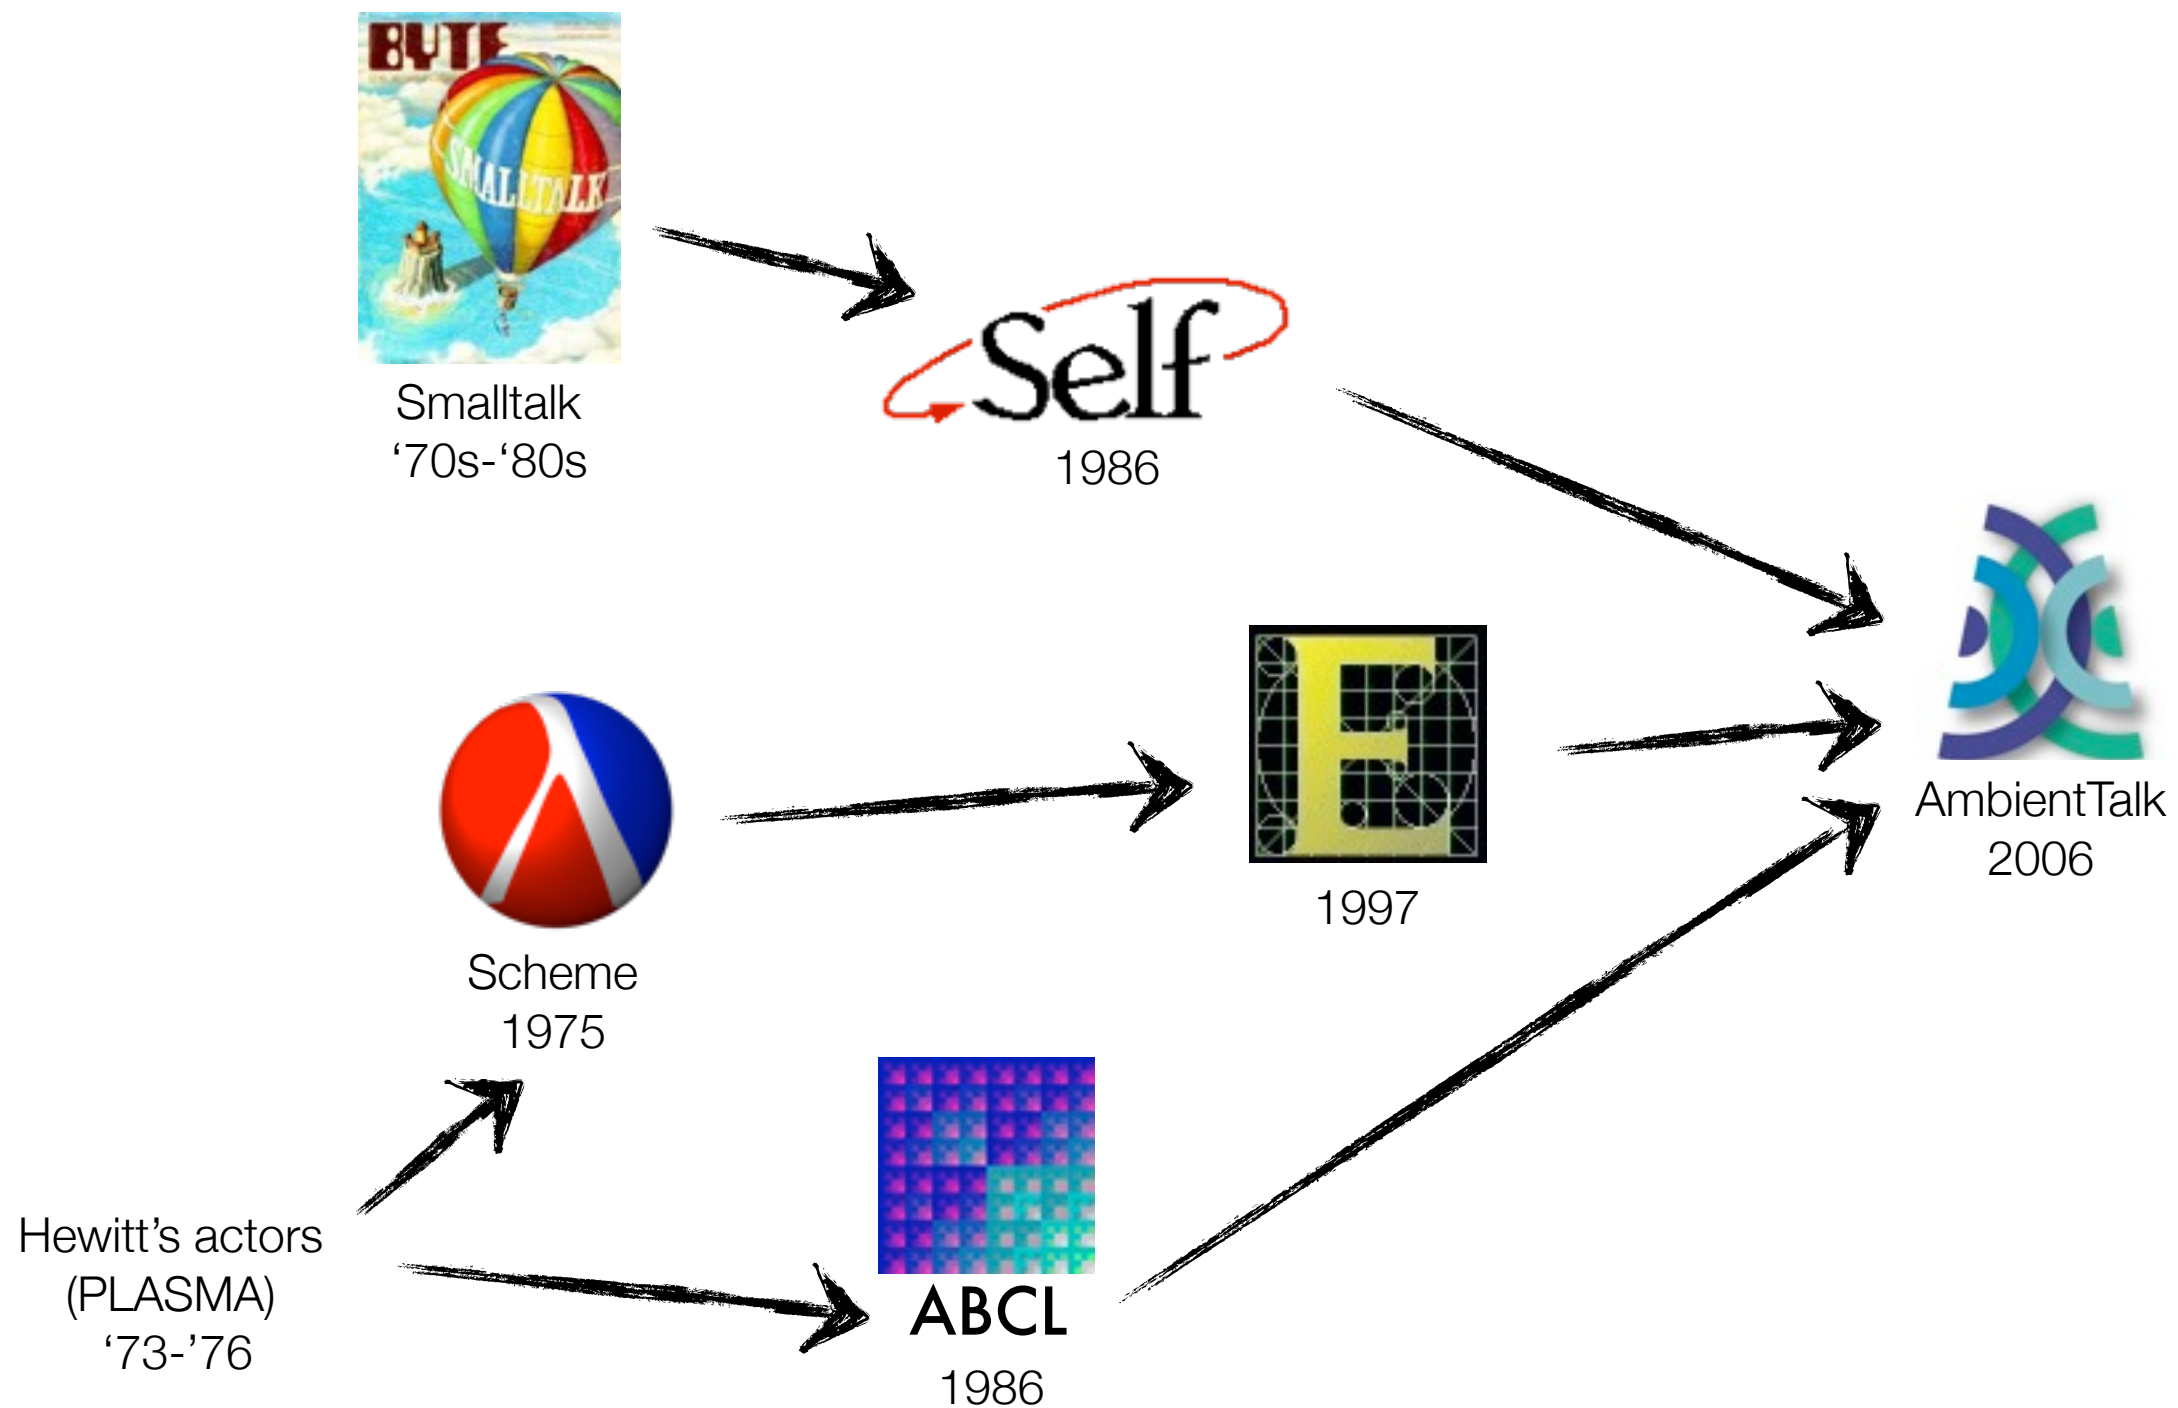 BYTE
SMALLTALK
Smalltalk
‘70s-‘80s
Self
1986
E
1997
AmbientTalk
2006
Scheme
1975
Hewitt’s actors
(PLASMA)
‘73-’76
ABCL
1986